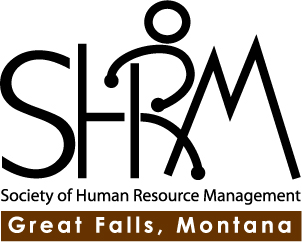 SHRM
Society of Human Resource Management
Great Falls, Montana